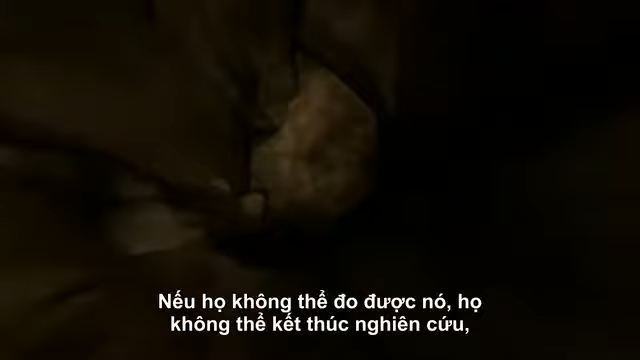 Nếu họ không thể đo được nó, họ
không thể kết thúc nghiên cứu,